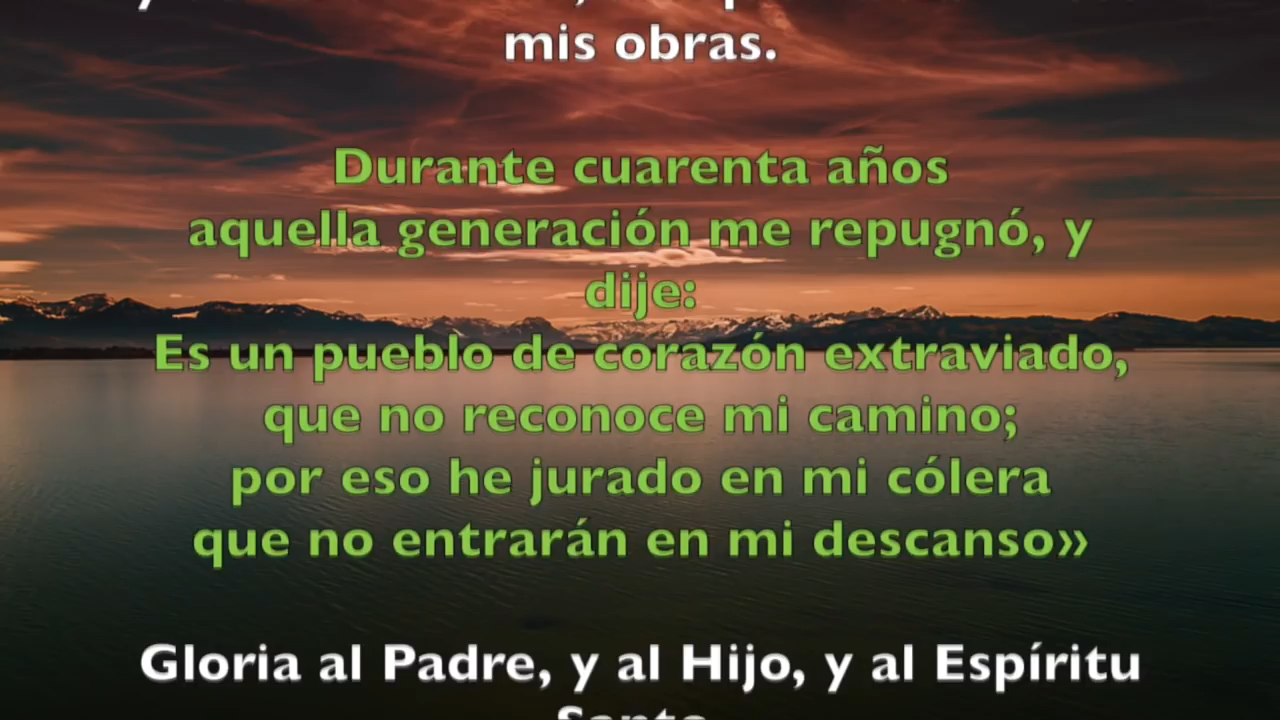 mis obras.
Durante cuarenta años
aquella generación me repugnó, y
dije:
Es un pueblo de corazón extraviado,
que no reconoce mi camino;
por eso he jurado en mi cólera
que no entrarán en mi descanso»
Gloria al Padre, y al Hijo, y al Espíritu